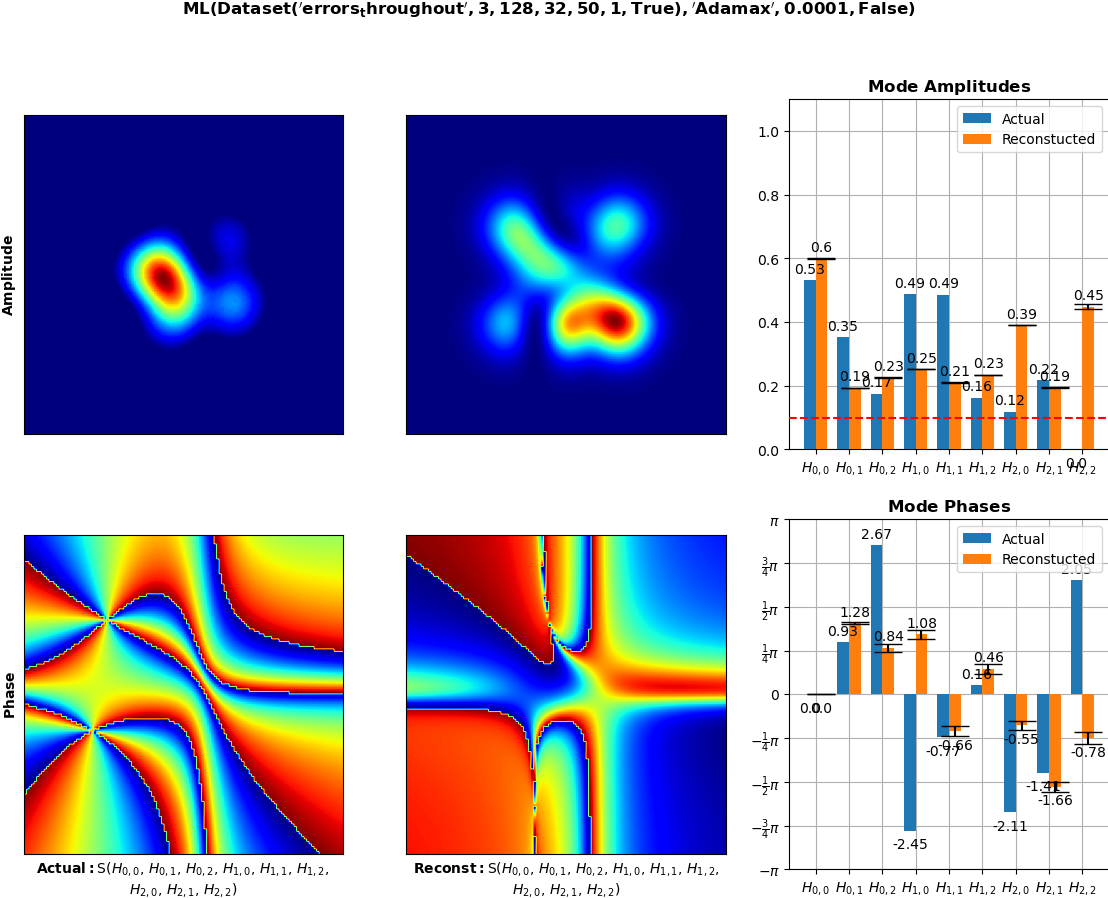 ML(Dataset('errors_throughout', 3, 128, 32, 50, 1, True), 'Adamax', 0.0001, False)
Amplitude
Mode Amplitudes
Actual
Reconstucted
1.0
0.8
0.6
0.4
0.2
0.0
0.53
0.6
0.35
0.19
0.17
0.23
0.49
0.25
0.49
0.21
0.16
0.23
0.12
0.39
0.22
0.19
0.0
0.45
H0,0 H0,1 H0,2 H1,0 H1,1 H1,2 H2,0 H2,1 H2,2
Phase
Mode Phases
Actual
Reconstucted
π
3/4π
1/2π
1/4π
0
−1/4π
−1/2π
−3/4π
−π
0.0
0.0
0.93
1.28
2.67
0.84
-2.45
1.08
-0.77
-0.66
0.16
0.46
-2.11
-0.55
-1.66
2.05
-0.78
H0,0 H0,1 H0,2 H1,0 H1,1 H1,2 H2,0 H2,1 H2,2
Actual: S(H0,0, H0,1, H0,2, H1,0, H1,1, H1,2,
H2,0, H2,1, H2,2)
Reconst: S(H0,0, H0,1, H0,2, H1,0, H1,1, H1,2,
H2,0, H2,1, H2,2)